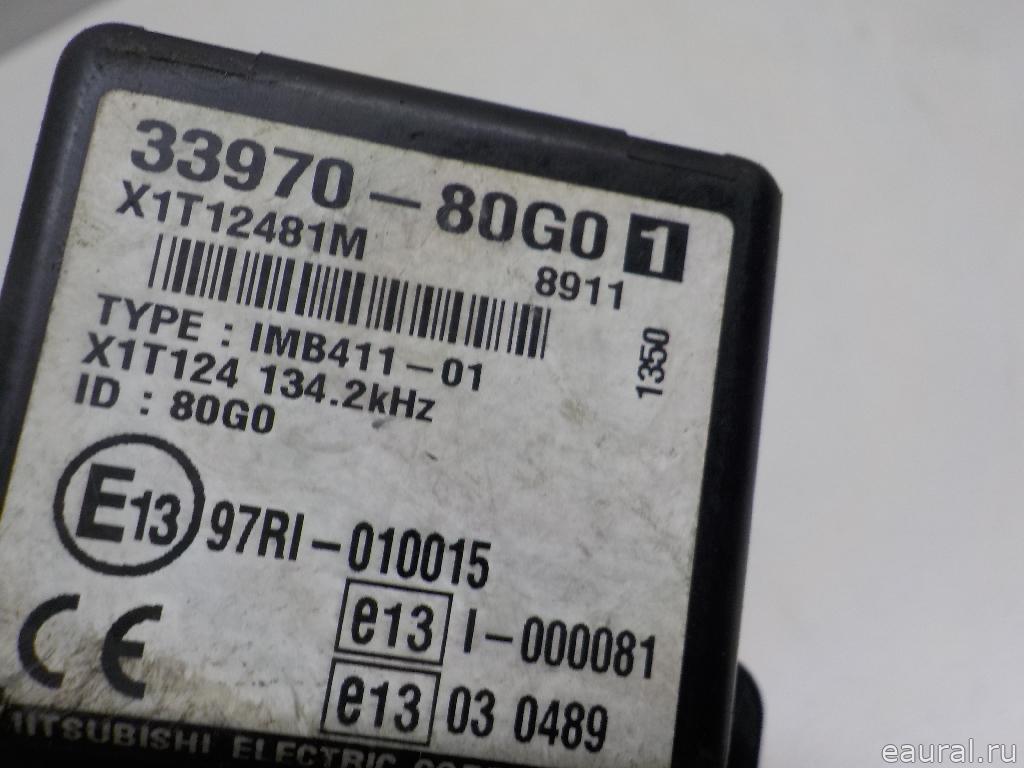 33970-80G0 1
X1T12481M
8911
1350
TYPE : IMB411-01
X1T124 134.2kHz
ID : 80G0
E13 97RI-010015
e13 I-000081
CE e13 03 0489
MITSUBISHI ELECTRIC
eaural.ru